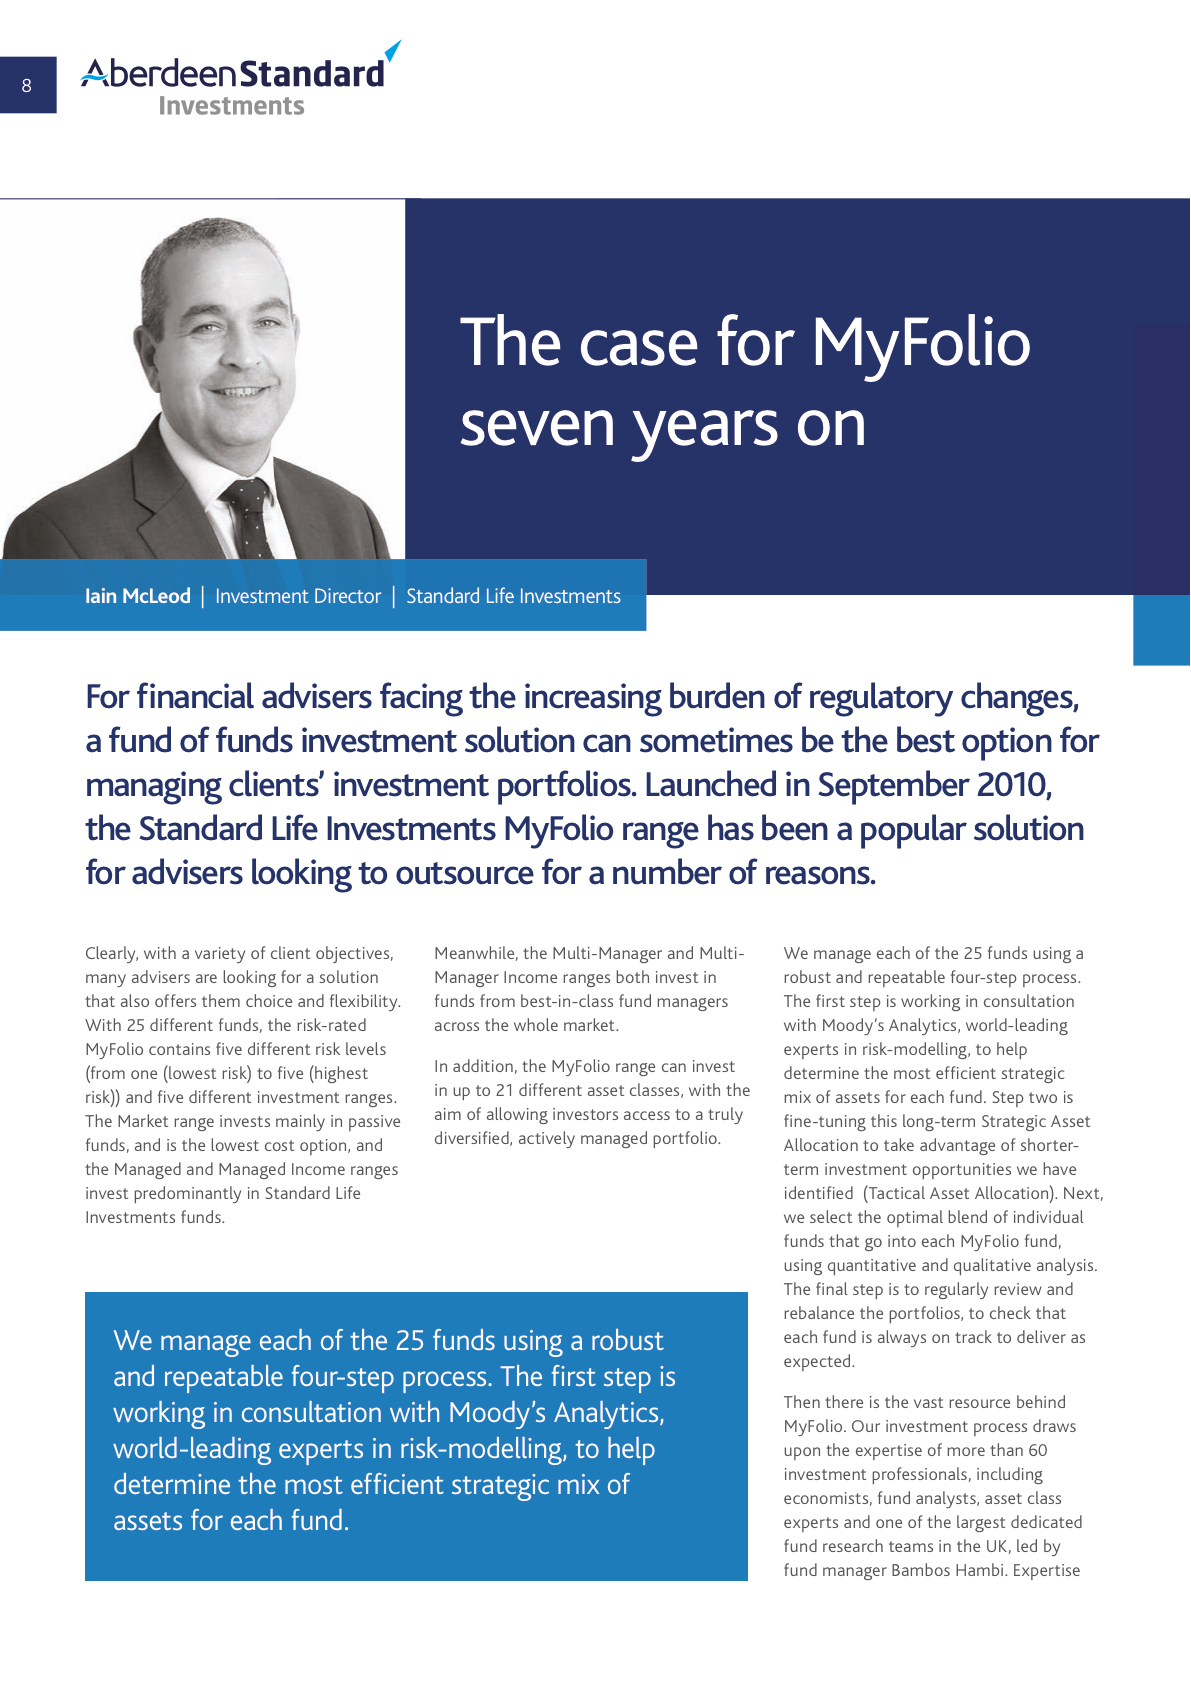 8
AberdeenStandard
Investments
The case for MyFolio
seven years on
Iain McLeod | Investment Director | Standard Life Investments
For financial advisers facing the increasing burden of regulatory changes,
a fund of funds investment solution can sometimes be the best option for
managing clients’ investment portfolios. Launched in September 2010,
the Standard Life Investments MyFolio range has been a popular solution
for advisers looking to outsource for a number of reasons.
Clearly, with a variety of client objectives,
many advisers are looking for a solution
that also offers them choice and flexibility.
With 25 different funds, the risk-rated
MyFolio contains five different risk levels
(from one (lowest risk) to five (highest
risk)) and five different investment ranges.
The Market range invests mainly in passive
funds, and is the lowest cost option, and
the Managed and Managed Income ranges
invest predominantly in Standard Life
Investments funds.
Meanwhile, the Multi-Manager and Multi-
Manager Income ranges both invest in
funds from best-in-class fund managers
across the whole market.
In addition, the MyFolio range can invest
in up to 21 different asset classes, with the
aim of allowing investors access to a truly
diversified, actively managed portfolio.
We manage each of the 25 funds using a robust
and repeatable four-step process. The first step is
working in consultation with Moody’s Analytics,
world-leading experts in risk-modelling, to help
determine the most efficient strategic mix of
assets for each fund.
We manage each of the 25 funds using a
robust and repeatable four-step process.
The first step is working in consultation
with Moody’s Analytics, world-leading
experts in risk-modelling, to help
determine the most efficient strategic
mix of assets for each fund. Step two is
fine-tuning this long-term Strategic Asset
Allocation to take advantage of shorter-
term investment opportunities we have
identified  (Tactical Asset Allocation). Next,
we select the optimal blend of individual
funds that go into each MyFolio fund,
using quantitative and qualitative analysis.
The final step is to regularly review and
rebalance the portfolios, to check that
each fund is always on track to deliver as
expected.
Then there is the vast resource behind
MyFolio. Our investment process draws
upon the expertise of more than 60
investment professionals, including
economists, fund analysts, asset class
experts and one of the largest dedicated
fund research teams in the UK, led by
fund manager Bambos Hambi. Expertise